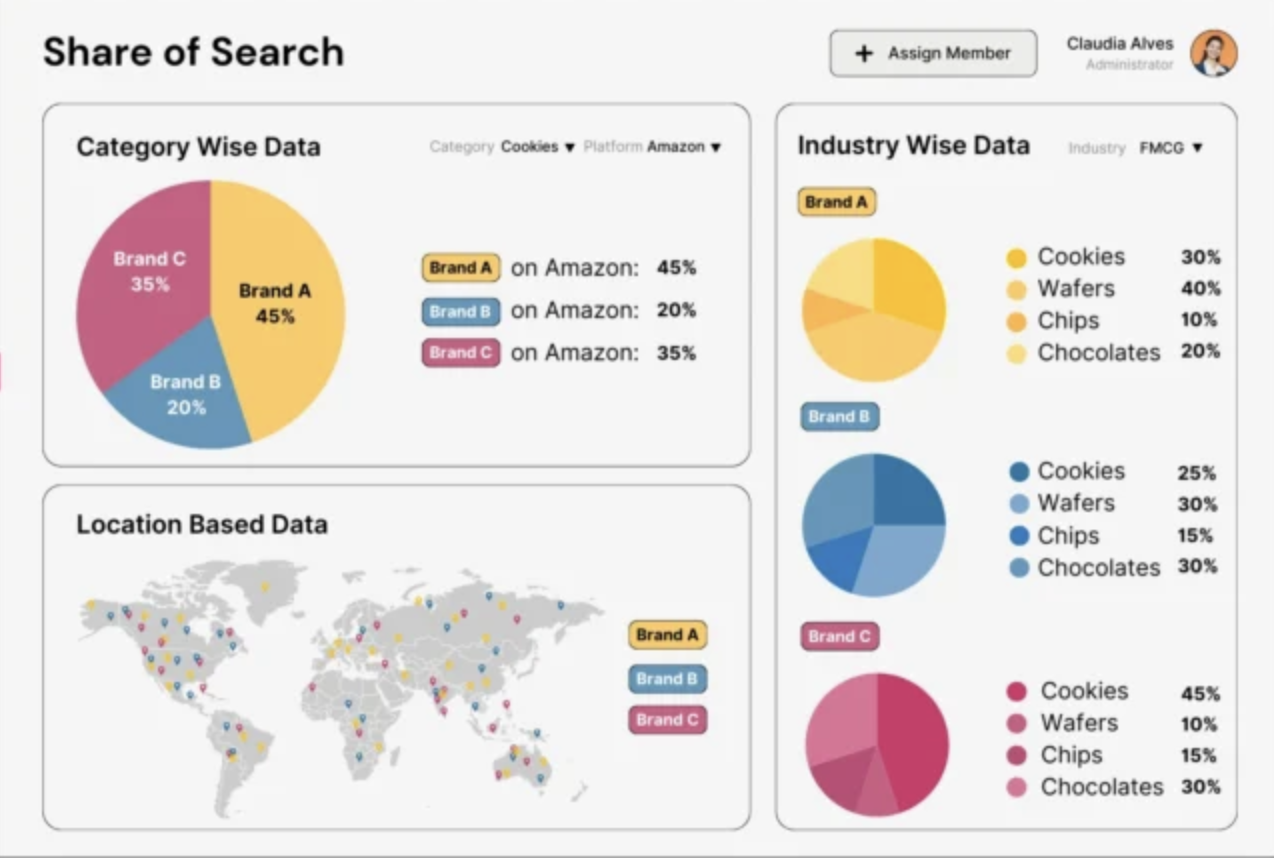 Share of Search
+ Assign Member
Claudia Alves
Administrator
Category Wise Data
Category Cookies ▼ Platform Amazon ▼
Brand C
35%
Brand A
45%
Brand B
20%
Brand A on Amazon: 45%
Brand B on Amazon: 20%
Brand C on Amazon: 35%
Location Based Data
Brand A
Brand B
Brand C
Industry Wise Data
Industry FMCG ▼
Brand A
Cookies 30%
Wafers 40%
Chips 10%
Chocolates 20%
Brand B
Cookies 25%
Wafers 30%
Chips 15%
Chocolates 30%
Brand C
Cookies 45%
Wafers 10%
Chips 15%
Chocolates 30%